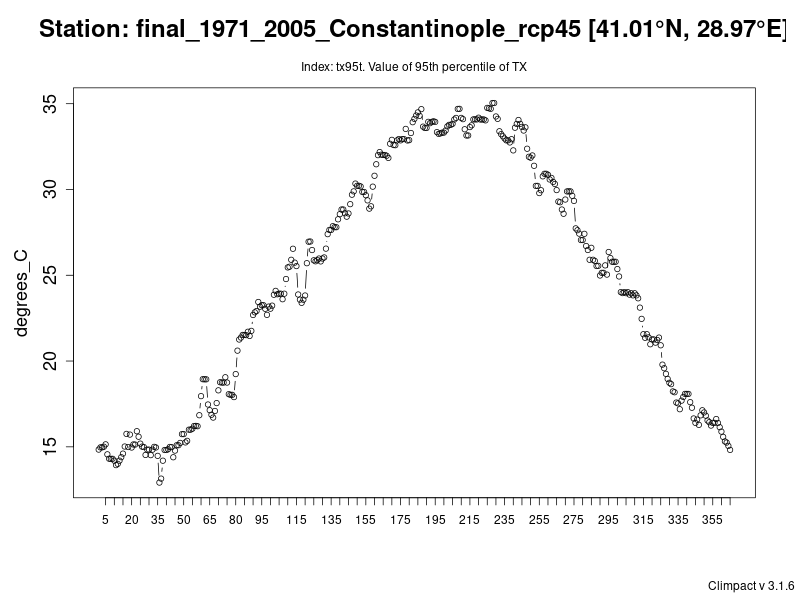 Station: final_1971_2005_Constantinople_rcp45 [41.01°N, 28.97°E]
Index: tx95t. Value of 95th percentile of TX
35
30
25
20
15
degrees_C
5 20 35 50 65 80 95 115 135 155 175 195 215 235 255 275 295 315 335 355
Climpact v 3.1.6